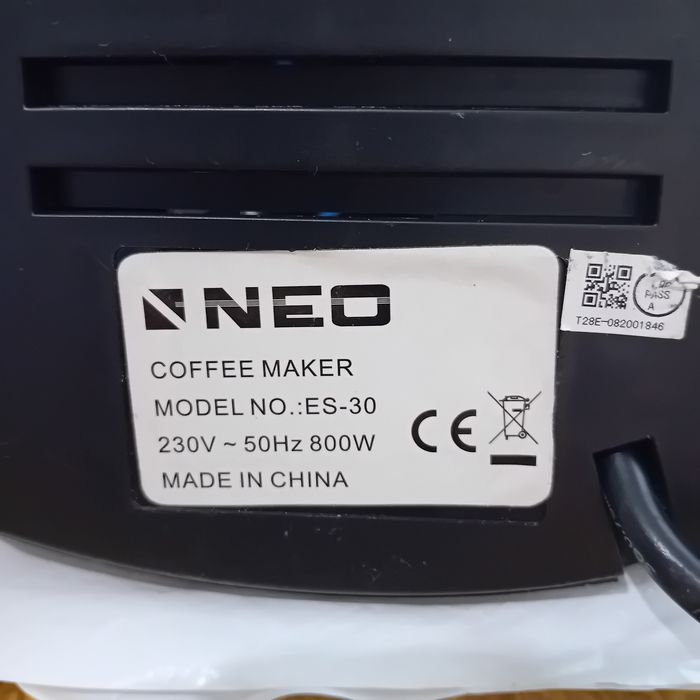 NEO
COFFEE MAKER
MODEL NO.:ES-30
230V ~ 50Hz 800W
MADE IN CHINA
CE
PASS
A
T28E-082001846